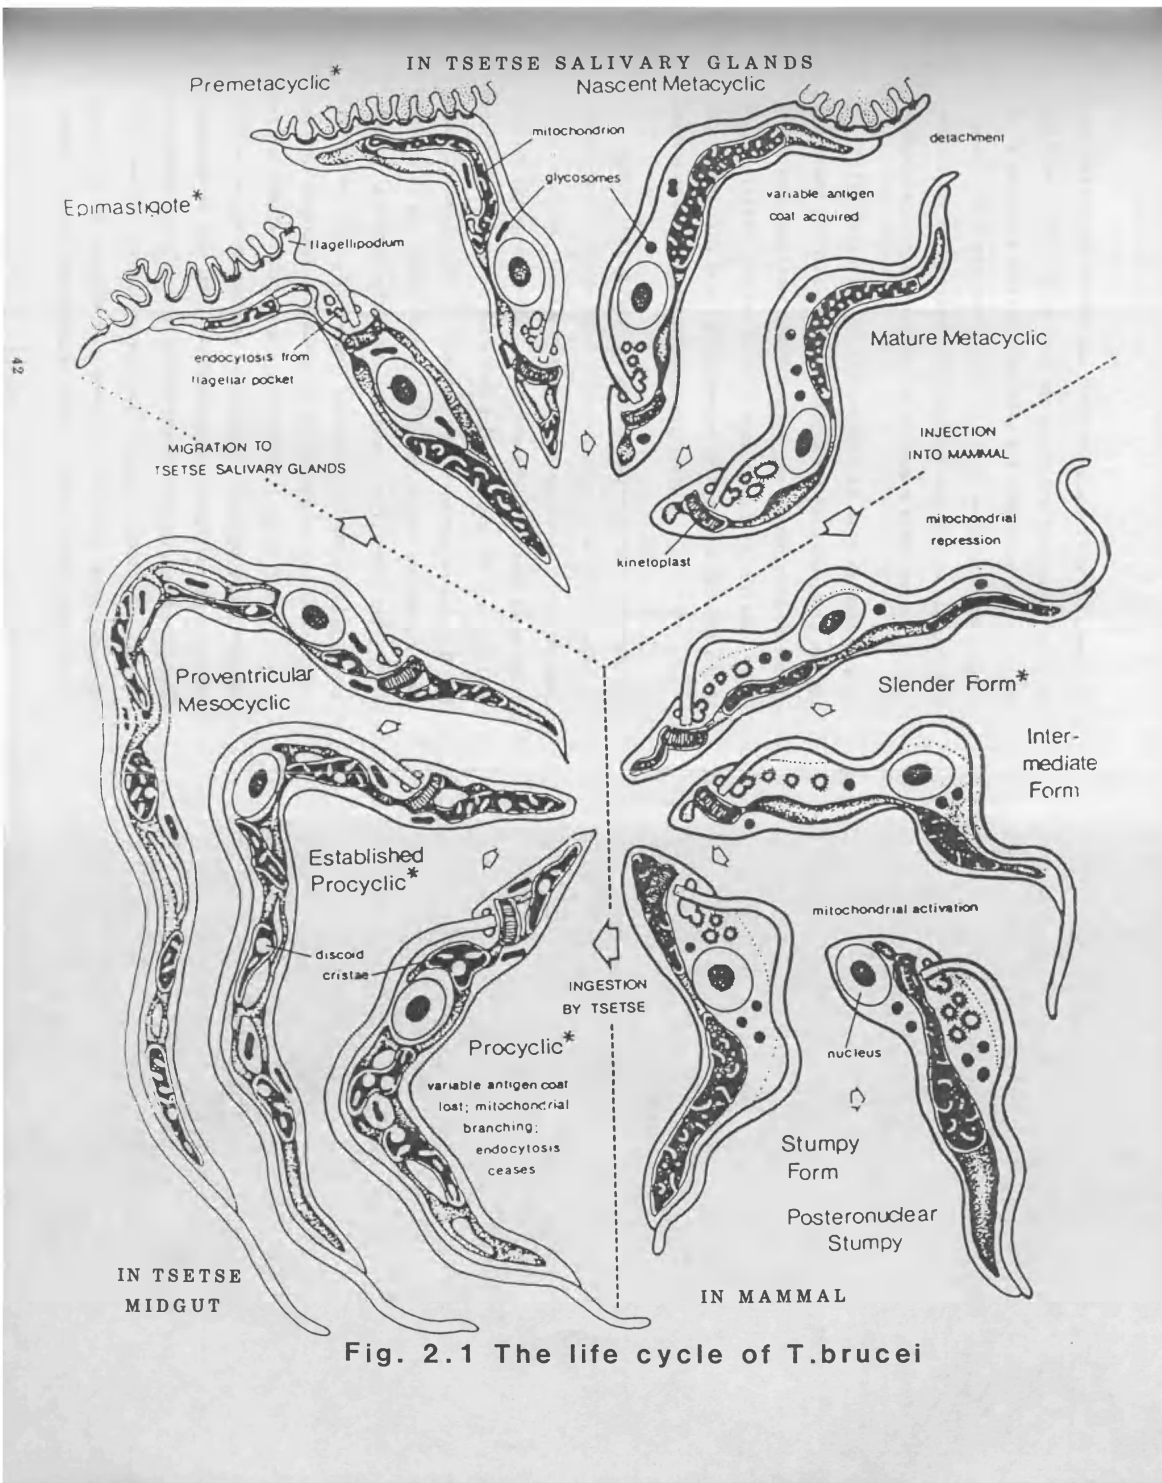 IN TSETSE SALIVARY GLANDS
Premetacyclic*
Nascent Metacyclic
mitochondrion
detachment
glycosomes
variable antigen
coat acquired
Epimastigote*
flagellipodium
Mature Metacyclic
endocytosis from
flagellar pocket
42
MIGRATION TO
TSETSE SALIVARY GLANDS
INJECTION
INTO MAMMAL
mitochondrial
repression
kinetoplast
Proventricular
Mesocyclic
Slender Form*
Inter-
mediate
Form
Established
Procyclic*
mitochondrial activation
discoid
cristae
INGESTION
BY TSETSE
nucleus
Procyclic*
variable antigen coat
lost; mitochondrial
branching;
endocytosis
ceases
Stumpy
Form
Posteronuclear
Stumpy
IN TSETSE
MIDGUT
IN MAMMAL
Fig. 2.1 The life cycle of T.brucei